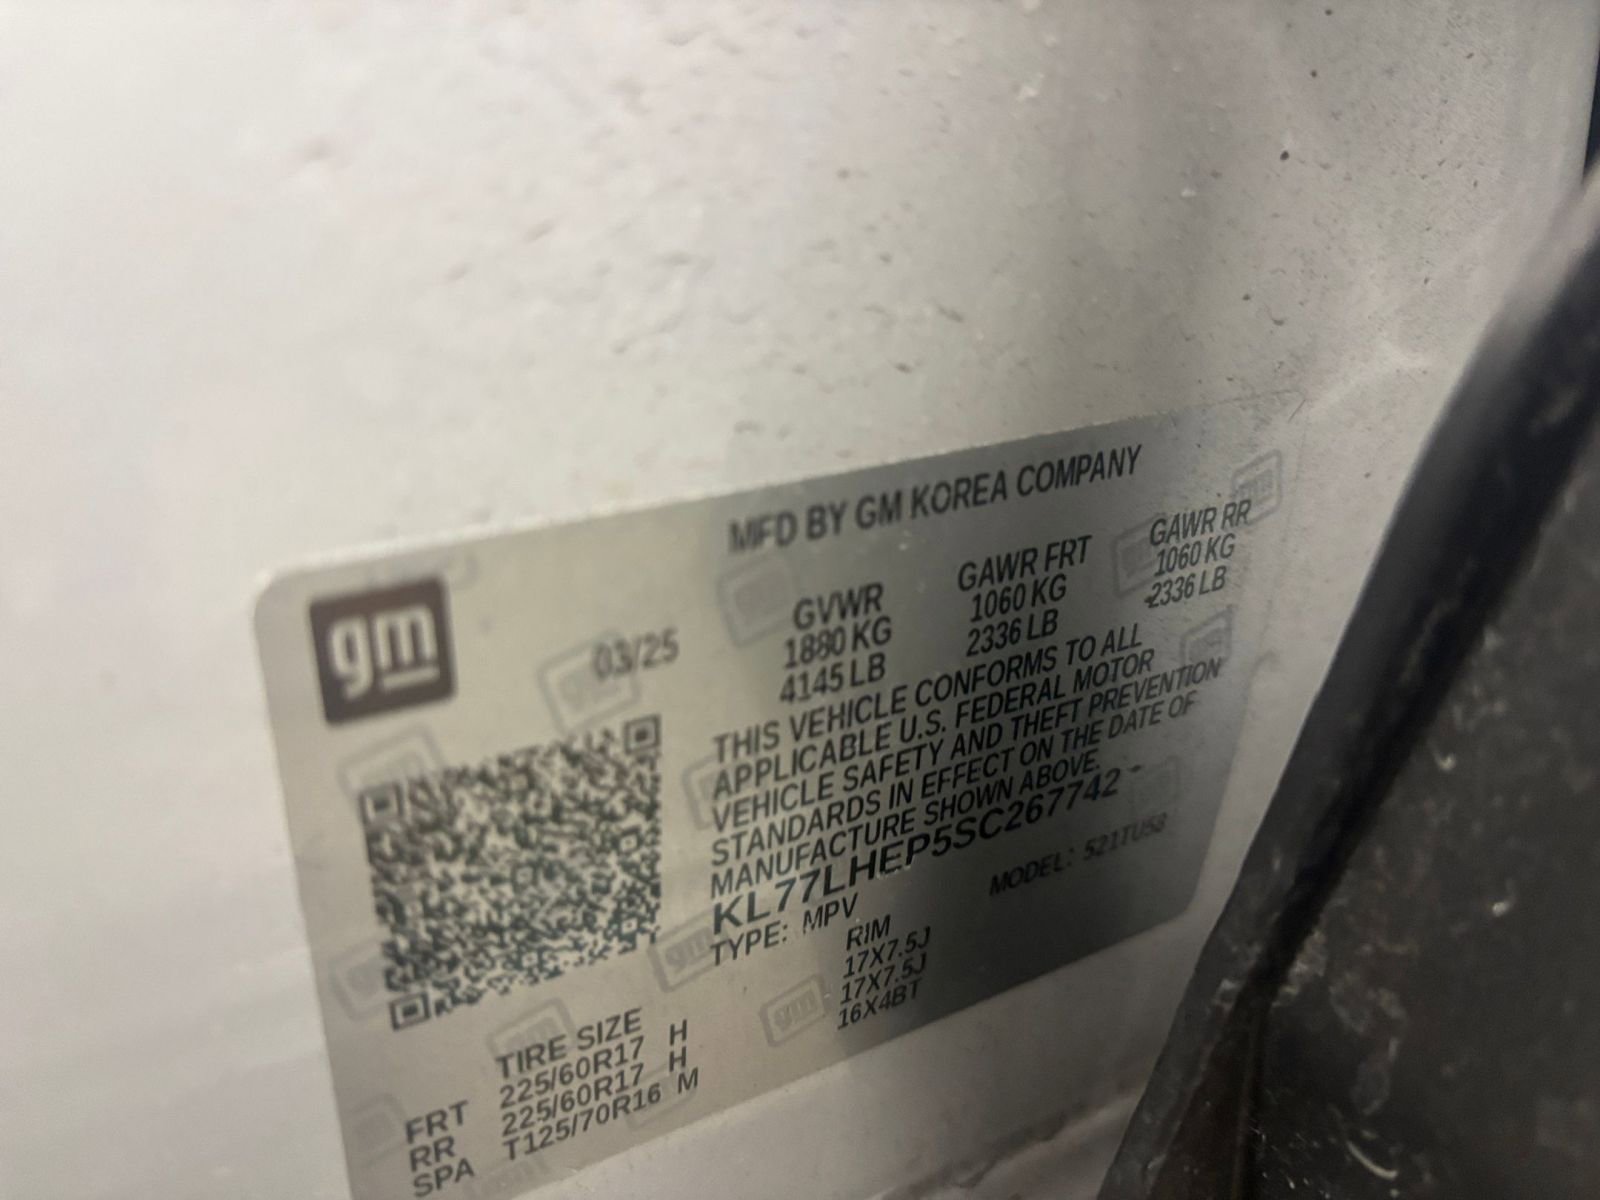 MFD BY GM KOREA COMPANY
gm
03/25
GVWR GAWR FRT GAWR RR
1880 KG 1060 KG 1060 KG
4145 LB 2336 LB 2336 LB
THIS VEHICLE CONFORMS TO ALL
APPLICABLE U.S. FEDERAL MOTOR
VEHICLE SAFETY AND THEFT PREVENTION
STANDARDS IN EFFECT ON THE DATE OF
MANUFACTURE SHOWN ABOVE.
KL77LHEP5SC267742
TYPE: MPV MODEL: 521TU58
TIRE SIZE RIM
FRT 225/60R17 H 17X7.5J
RR 225/60R17 H 17X7.5J
SPA T125/70R16 M 16X4BT